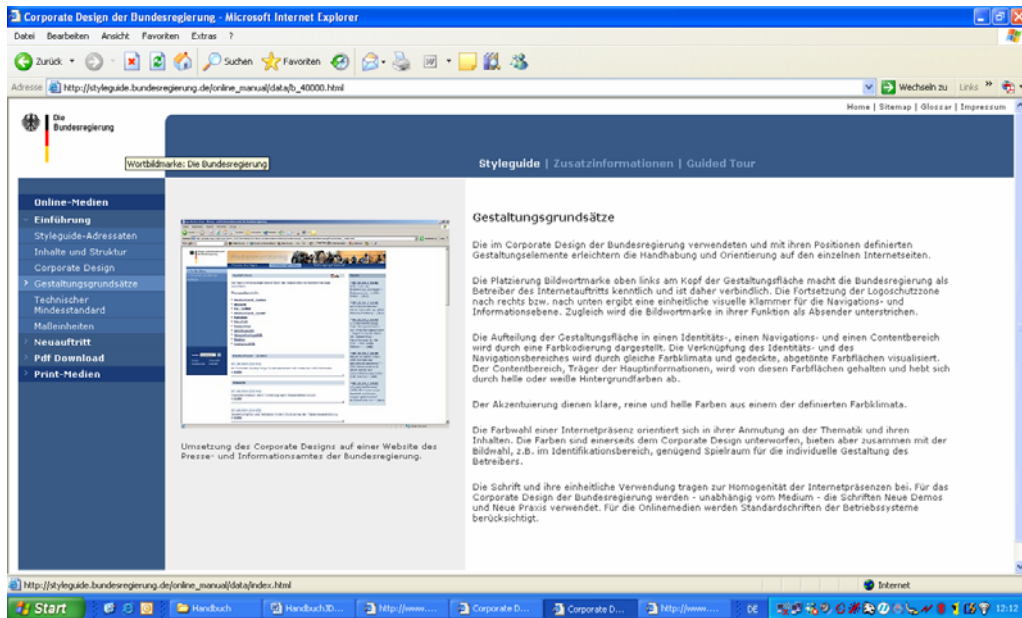 Corporate Design der Bundesregierung - Microsoft Internet Explorer
Datei Bearbeiten Ansicht Favoriten Extras ?
Zurück Suchen Favoriten
Adresse http://styleguide.bundesregierung.de/online_manual/data/b_40000.html Wechseln zu Links »
Home | Sitemap | Glossar | Impressum
Die
Bundesregierung
Wortbildmarke: Die Bundesregierung
Styleguide | Zusatzinformationen | Guided Tour
Online-Medien
Einführung
Styleguide-Adressaten
Inhalte und Struktur
Corporate Design
Gestaltungsgrundsätze
Technischer
Mindesstandard
Maßeinheiten
Neuauftritt
Pdf Download
Print-Medien
Umsetzung des Corporate Designs auf einer Website des
Presse- und Informationsamtes der Bundesregierung.
Gestaltungsgrundsätze
Die im Corporate Design der Bundesregierung verwendeten und mit ihren Positionen definierten
Gestaltungselemente erleichtern die Handhabung und Orientierung auf den einzelnen Internetseiten.
Die Platzierung Bildwortmarke oben links am Kopf der Gestaltungsfläche macht die Bundesregierung als
Betreiber des Internetauftritts kenntlich und ist daher verbindlich. Die Fortsetzung der Logoschutzzone
nach rechts bzw. nach unten ergibt eine einheitliche visuelle Klammer für die Navigations- und
Informationsebene. Zugleich wird die Bildwortmarke in ihrer Funktion als Absender unterstrichen.
Die Aufteilung der Gestaltungsfläche in einen Identitäts-, einen Navigations- und einen Contentbereich
wird durch eine Farbkodierung dargestellt. Die Verknüpfung des Identitäts- und des
Navigationsbereiches wird durch gleiche Farbklimata und gedeckte, abgetönte Farbflächen visualisiert.
Der Contentbereich, Träger der Hauptinformationen, wird von diesen Farbflächen gehalten und hebt sich
durch helle oder weiße Hintergrundfarben ab.
Der Akzentuierung dienen klare, reine und helle Farben aus einem der definierten Farbklimata.
Die Farbwahl einer Internetpräsenz orientiert sich in ihrer Anmutung an der Thematik und ihren
Inhalten. Die Farben sind einerseits dem Corporate Design unterworfen, bieten aber zusammen mit der
Bildwahl, z.B. im Identifikationsbereich, genügend Spielraum für die individuelle Gestaltung des
Betreibers.
Die Schrift und ihre einheitliche Verwendung tragen zur Homogenität der Internetpräsenzen bei. Für das
Corporate Design der Bundesregierung werden - unabhängig vom Medium - die Schriften Neue Demos
und Neue Praxis verwendet. Für die Onlinemedien werden Standardschriften der Betriebssysteme
berücksichtigt.
http://styleguide.bundesregierung.de/online_manual/data/index.html Internet
Start Handbuch HandbuchJD... http://www.... Corporate D... Corporate D... http://www.... DE 12:12